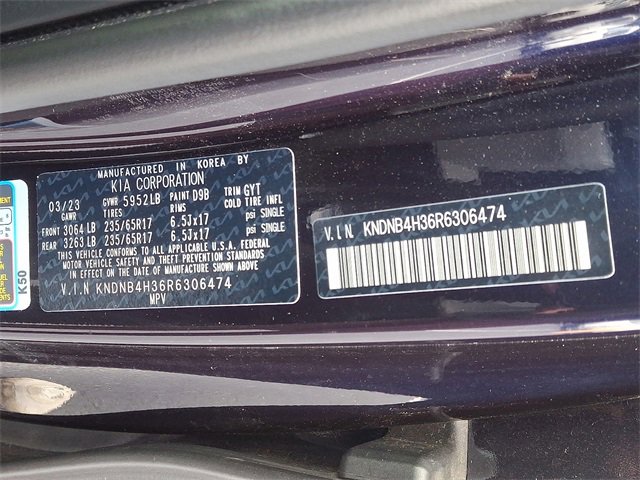 MANUFACTURED IN KOREA BY
KIA CORPORATION
03/23 GVWR 5952LB PAINT D9B TRIM GYT
GAWR TIRES RIMS COLD TIRE INFL
FRONT 3064 LB 235/65R17 6.5Jx17 psi SINGLE
REAR 3263 LB 235/65R17 6.5Jx17 psi SINGLE
THIS VEHICLE CONFORMS TO ALL APPLICABLE U.S.A. FEDERAL
MOTOR VEHICLE SAFETY AND THEFT PREVENTION STANDARDS
IN EFFECT ON THE DATE OF MANUFACTURE SHOWN ABOVE
V.I.N KNDNB4H36R6306474
MPV
V.I.N KNDNB4H36R6306474
K50